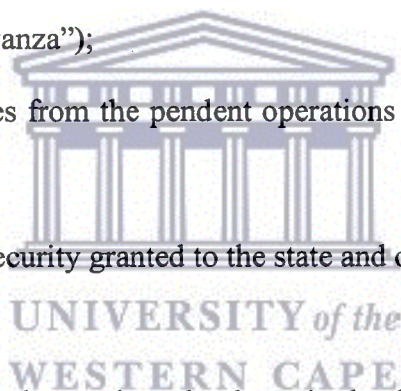 anza”);
es from the pendent operations
ecurity granted to the state and
UNIVERSITY of the
WESTERN CAPE